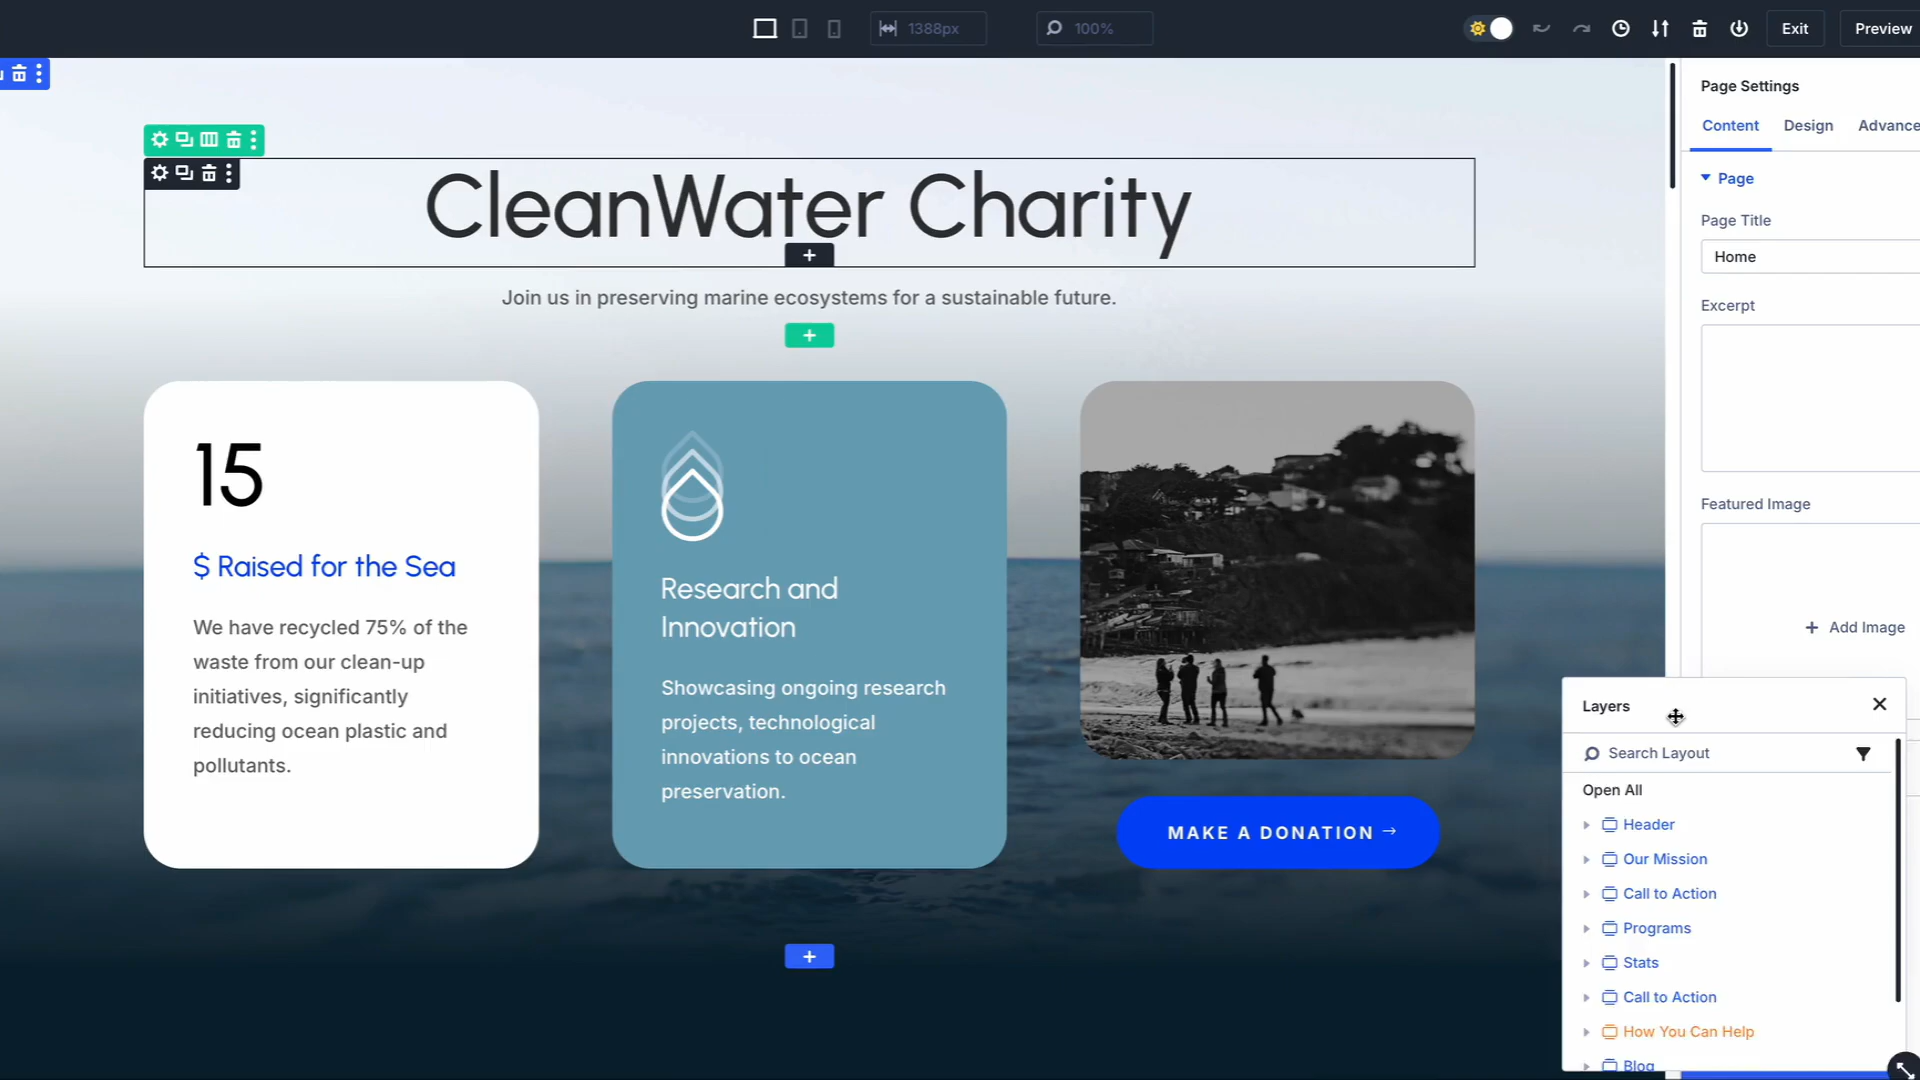 1388px
100%
Exit
Preview
Page Settings
Content
Design
Advance
Page
Page Title
Home
Excerpt
Featured Image
Add Image
CleanWater Charity
Join us in preserving marine ecosystems for a sustainable future.
15
$ Raised for the Sea
We have recycled 75% of the
waste from our clean-up
initiatives, significantly
reducing ocean plastic and
pollutants.
Research and
Innovation
Showcasing ongoing research
projects, technological
innovations to ocean
preservation.
MAKE A DONATION →
Layers
Search Layout
Open All
Header
Our Mission
Call to Action
Programs
Stats
Call to Action
How You Can Help
Blog